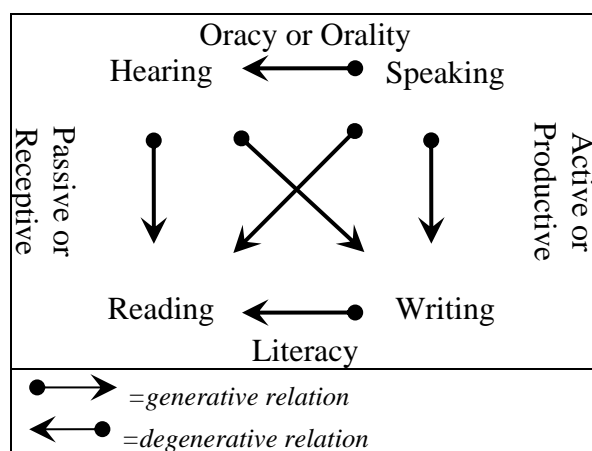 Oracy or Orality
Hearing
Speaking
Passive or
Receptive
Active or
Productive
Reading
Writing
Literacy
=generative relation
=degenerative relation